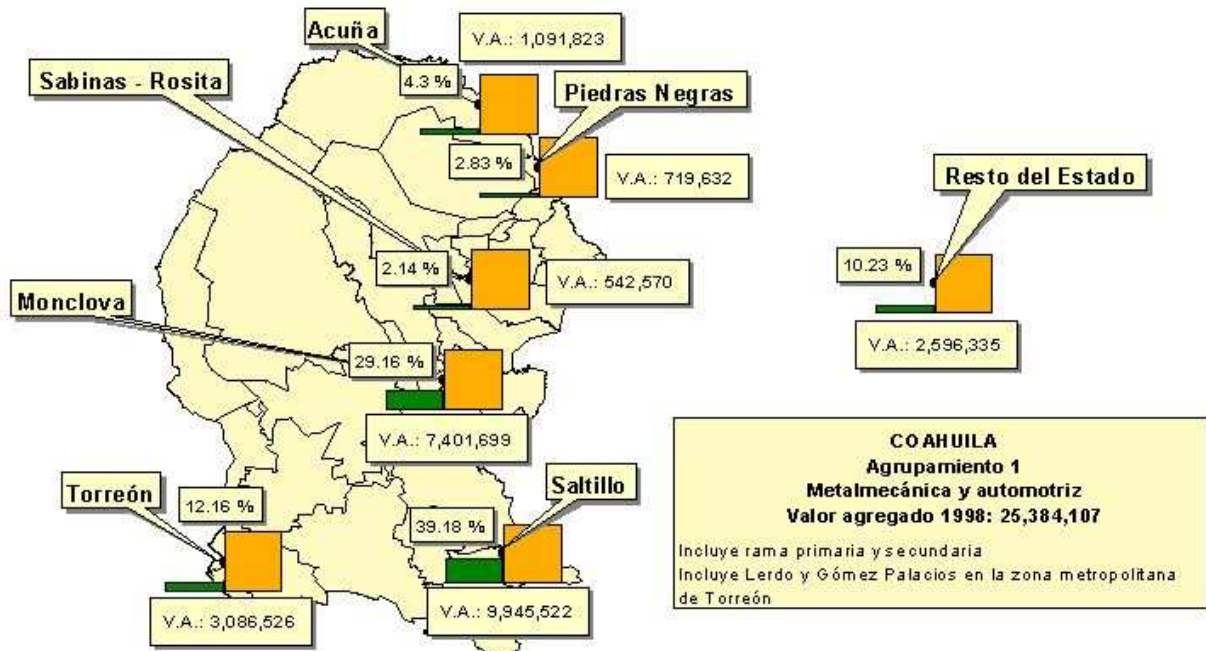 Acuña
V.A.: 1,091,823
4.3 %
Sabinas - Rosita
Piedras Negras
2.83 %
V.A.: 719,632
Resto del Estado
10.23 %
V.A.: 2,596,335
2.14 %
V.A.: 542,570
Monclova
29.16 %
V.A.: 7,401,699
Torreón
12.16 %
V.A.: 3,086,526
Saltillo
39.18 %
V.A.: 9,945,522
COAHUILA
Agrupamiento 1
Metalmecánica y automotriz
Valor agregado 1998: 25,384,107
Incluye rama primaria y secundaria
Incluye Lerdo y Gómez Palacios en la zona metropolitana
de Torreón